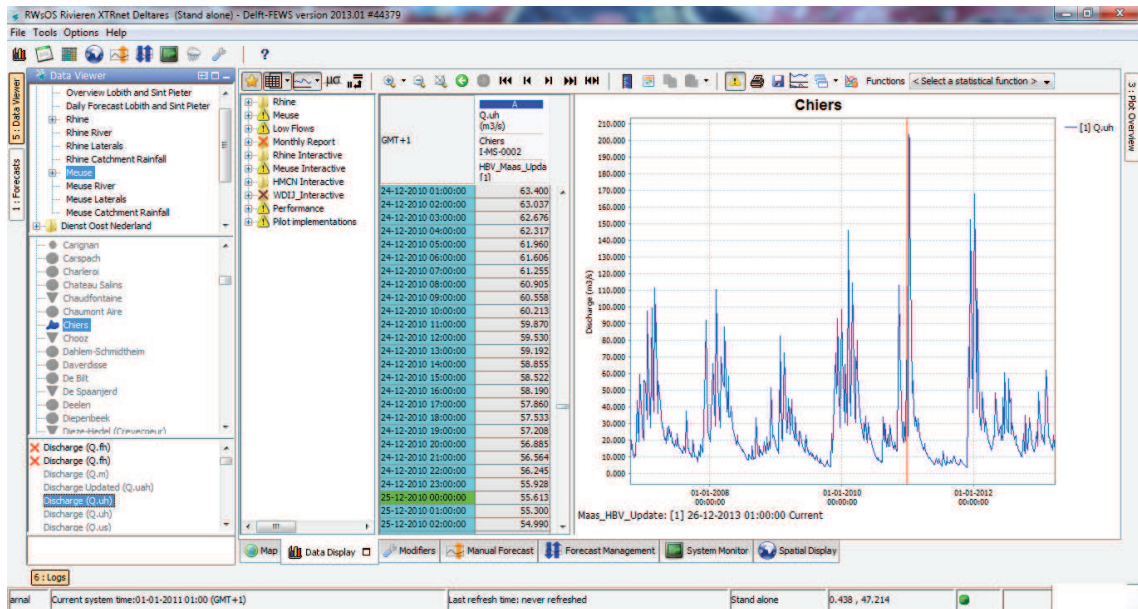 RWsOS Rivieren XTRnet Deltares (Stand alone) - Delft-FEWS version 2013.01 #44379
File Tools Options Help
?
5 : Data Viewer
1 : Forecasts
Data Viewer
Overview Lobith and Sint Pieter
Daily Forecast Lobith and Sint Pieter
Rhine
Rhine River
Rhine Laterals
Rhine Catchment Rainfall
Meuse
Meuse River
Meuse Laterals
Meuse Catchment Rainfall
Dienst Oost Nederland
Carignan
Carspach
Charleroi
Chateau Salins
Chaudfontaine
Chaumont Aire
Chiers
Chooz
Dahlem-Schmidtheim
Daverdisse
De Bilt
De Spaanjerd
Deelen
Diepenbeek
Dieze-Hedel (Crevecoeur)
Discharge (Q.fh)
Discharge (Q.fh)
Discharge (Q.m)
Discharge Updated (Q.uah)
Discharge (Q.uh)
Discharge (Q.uh)
Discharge (Q.us)
μσ
Functions < Select a statistical function >
Rhine
Meuse
Low Flows
Monthly Report
Rhine Interactive
Meuse Interactive
HMCN Interactive
WDIJ_Interactive
Performance
Pilot implementations
A
GMT+1
Q.uh
(m3/s)
Chiers
I-MS-0002
HBV_Maas_Upda
[1]
24-12-2010 01:00:00 63.400
24-12-2010 02:00:00 63.037
24-12-2010 03:00:00 62.676
24-12-2010 04:00:00 62.317
24-12-2010 05:00:00 61.960
24-12-2010 06:00:00 61.606
24-12-2010 07:00:00 61.255
24-12-2010 08:00:00 60.905
24-12-2010 09:00:00 60.558
24-12-2010 10:00:00 60.213
24-12-2010 11:00:00 59.870
24-12-2010 12:00:00 59.530
24-12-2010 13:00:00 59.192
24-12-2010 14:00:00 58.855
24-12-2010 15:00:00 58.522
24-12-2010 16:00:00 58.190
24-12-2010 17:00:00 57.860
24-12-2010 18:00:00 57.533
24-12-2010 19:00:00 57.208
24-12-2010 20:00:00 56.885
24-12-2010 21:00:00 56.564
24-12-2010 22:00:00 56.245
24-12-2010 23:00:00 55.928
25-12-2010 00:00:00 55.613
25-12-2010 01:00:00 55.300
25-12-2010 02:00:00 54.990
Chiers
[1] Q.uh
Discharge (m3/s)
210.000
200.000
190.000
180.000
170.000
160.000
150.000
140.000
130.000
120.000
110.000
100.000
90.000
80.000
70.000
60.000
50.000
40.000
30.000
20.000
10.000
0.000
01-01-2008 01-01-2010 01-01-2012
00:00:00 00:00:00 00:00:00
Maas_HBV_Update: [1] 26-12-2013 01:00:00 Current
3 : Plot Overview
Map Data Display Modifiers Manual Forecast Forecast Management System Monitor Spatial Display
6 : Logs
arnal Current system time:01-01-2011 01:00 (GMT+1) Last refresh time: never refreshed Stand alone 0.438 , 47.214